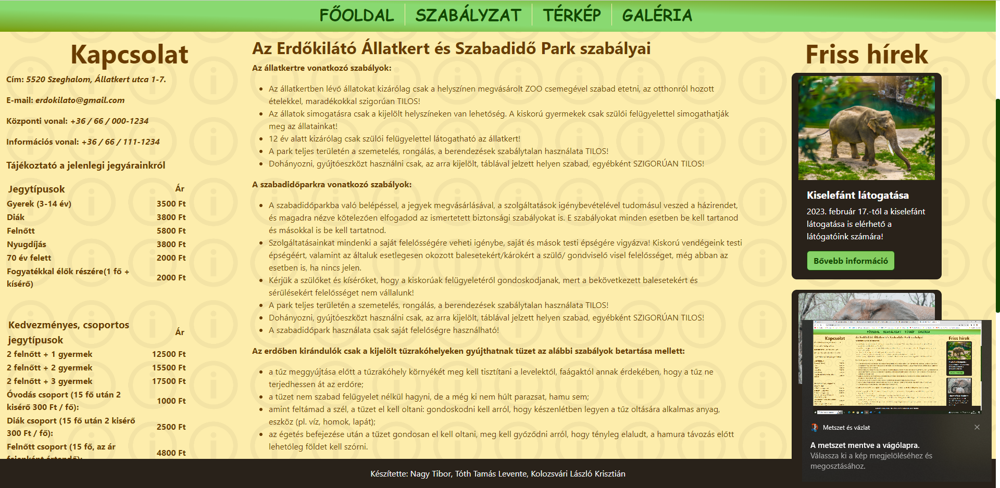 FŐOLDAL
SZABÁLYZAT
TÉRKÉP
GALÉRIA
Kapcsolat
Cím: 5520 Szeghalom, Állatkert utca 1-7.
E-mail: erdokilato@gmail.com
Központi vonal: +36 / 66 / 000-1234
Információs vonal: +36 / 66 / 111-1234
Tájékoztató a jelenlegi jegyárainkról
Jegytípusok Ár
Gyerek (3-14 év) 3500 Ft
Diák 3800 Ft
Felnőtt 5800 Ft
Nyugdíjás 3800 Ft
70 év felett 2000 Ft
Fogyatékkal élők részére(1 fő +
kísérő) 2000 Ft
Kedvezményes, csoportos
jegytípusok Ár
2 felnőtt + 1 gyermek 12500 Ft
2 felnőtt + 2 gyermek 15500 Ft
2 felnőtt + 3 gyermek 17500 Ft
Óvodás csoport (15 fő után 2
kisérő 300 Ft / fő): 1000 Ft
Diák csoport (15 fő után 2 kisérő
300 Ft / fő): 2500 Ft
Felnőtt csoport (15 fő, az ár
4800 Ft
Az Erdőkilátó Állatkert és Szabadidő Park szabályai
Az állatkertre vonatkozó szabályok:
Az állatkertben lévő állatokat kizárólag csak a helyszínen megvásárolt ZOO csemegével szabad etetni, az otthonról hozott
ételekkel, maradékokkal szigorúan TILOS!
Az állatok simogatásra csak a kijelölt helyszíneken van lehetőség. A kiskorú gyermekek csak szülői felügyelettel simogathatják
meg az állatainkat!
12 év alatt kizárólag csak szülői felügyelettel látogatható az állatkert!
A park teljes területén a szemetelés, rongálás, a berendezések szabálytalan használata TILOS!
Dohányozni, gyújtóeszközt használni csak, az arra kijelölt, táblával jelzett helyen szabad, egyébként SZIGORÚAN TILOS!
A szabadidőparkra vonatkozó szabályok:
A szabadidőparkba való belépéssel, a jegyek megvásárlásával, a szolgáltatások igénybevételével tudomásul veszed a házirendet,
és magadra nézve kötelezően elfogadod az ismertetett biztonsági szabályokat is. E szabályokat minden esetben be kell tartanod
és másokkal is be kell tartatnod.
Szolgáltatásainkat mindenki a saját felelősségére veheti igénybe, saját és mások testi épségére vigyázva! Kiskorú vendégeink testi
épségéért, valamint az általuk esetlegesen okozott balesetekért/károkért a szülő/ gondviselő visel felelősséget, még abban az
esetben is, ha nincs jelen.
Kérjük a szülőket és kísérőket, hogy a kiskorúak felügyeletéről gondoskodjanak, mert a bekövetkezett balesetekért és
sérülésekért felelősséget nem vállalunk!
A park teljes területén a szemetelés, rongálás, a berendezések szabálytalan használata TILOS!
Dohányozni, gyújtóeszközt használni csak, az arra kijelölt, táblával jelzett helyen szabad, egyébként SZIGORÚAN TILOS!
A szabadidőpark használata csak saját felelőségre használható!
Az erdőben kirándulók csak a kijelölt tűzrakóhelyeken gyújthatnak tüzet az alábbi szabályok betartása mellett:
a tűz meggyújtása előtt a tűzrakóhely környékét meg kell tisztítani a levelektől, faágaktól annak érdekében, hogy a tűz ne
terjedhessen át az erdőre;
a tüzet nem szabad felügyelet nélkül hagyni, de a még ki nem hűlt parazsat, hamu sem;
amint feltámad a szél, a tüzet el kell oltani: gondoskodni kell arról, hogy készenlétben legyen a tűz oltására alkalmas anyag,
eszköz (pl. víz, homok, lapát);
az égetés befejezése után a tüzet gondosan el kell oltani, meg kell győződni arról, hogy tényleg elaludt, a hamura távozás előtt
lehetőleg földet kell szórni.
Friss hírek
Kiselefánt látogatása
2023. február 17.-től a kiselefánt
látogatása is elérhető a
látógatóink számára!
Bővebb információ
FŐOLDAL SZABÁLYZAT TÉRKÉP GALÉRIA
Kapcsolat
Az Erdőkilátó Állatkert és Szabadidő Park szabályai
Friss hírek
Metszet és vázlat
A metszet mentve a vágólapra.
Válassza ki a kép megjelöléséhez és
megosztásához.
Készítette: Nagy Tibor, Tóth Tamás Levente, Kolozsvári László Krisztián